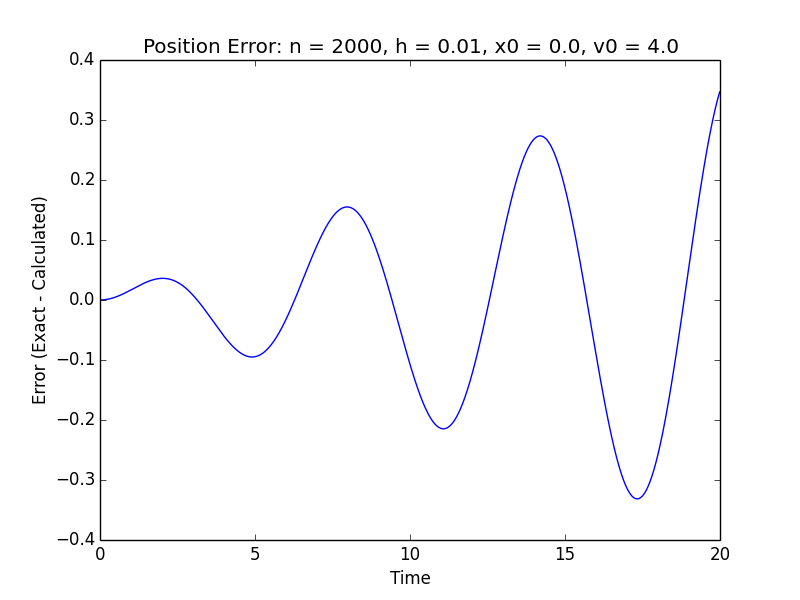 Position Error: n = 2000, h = 0.01, x0 = 0.0, v0 = 4.0
0.4
0.3
0.2
0.1
0.0
−0.1
−0.2
−0.3
−0.4
Error (Exact - Calculated)
0 5 10 15 20
Time